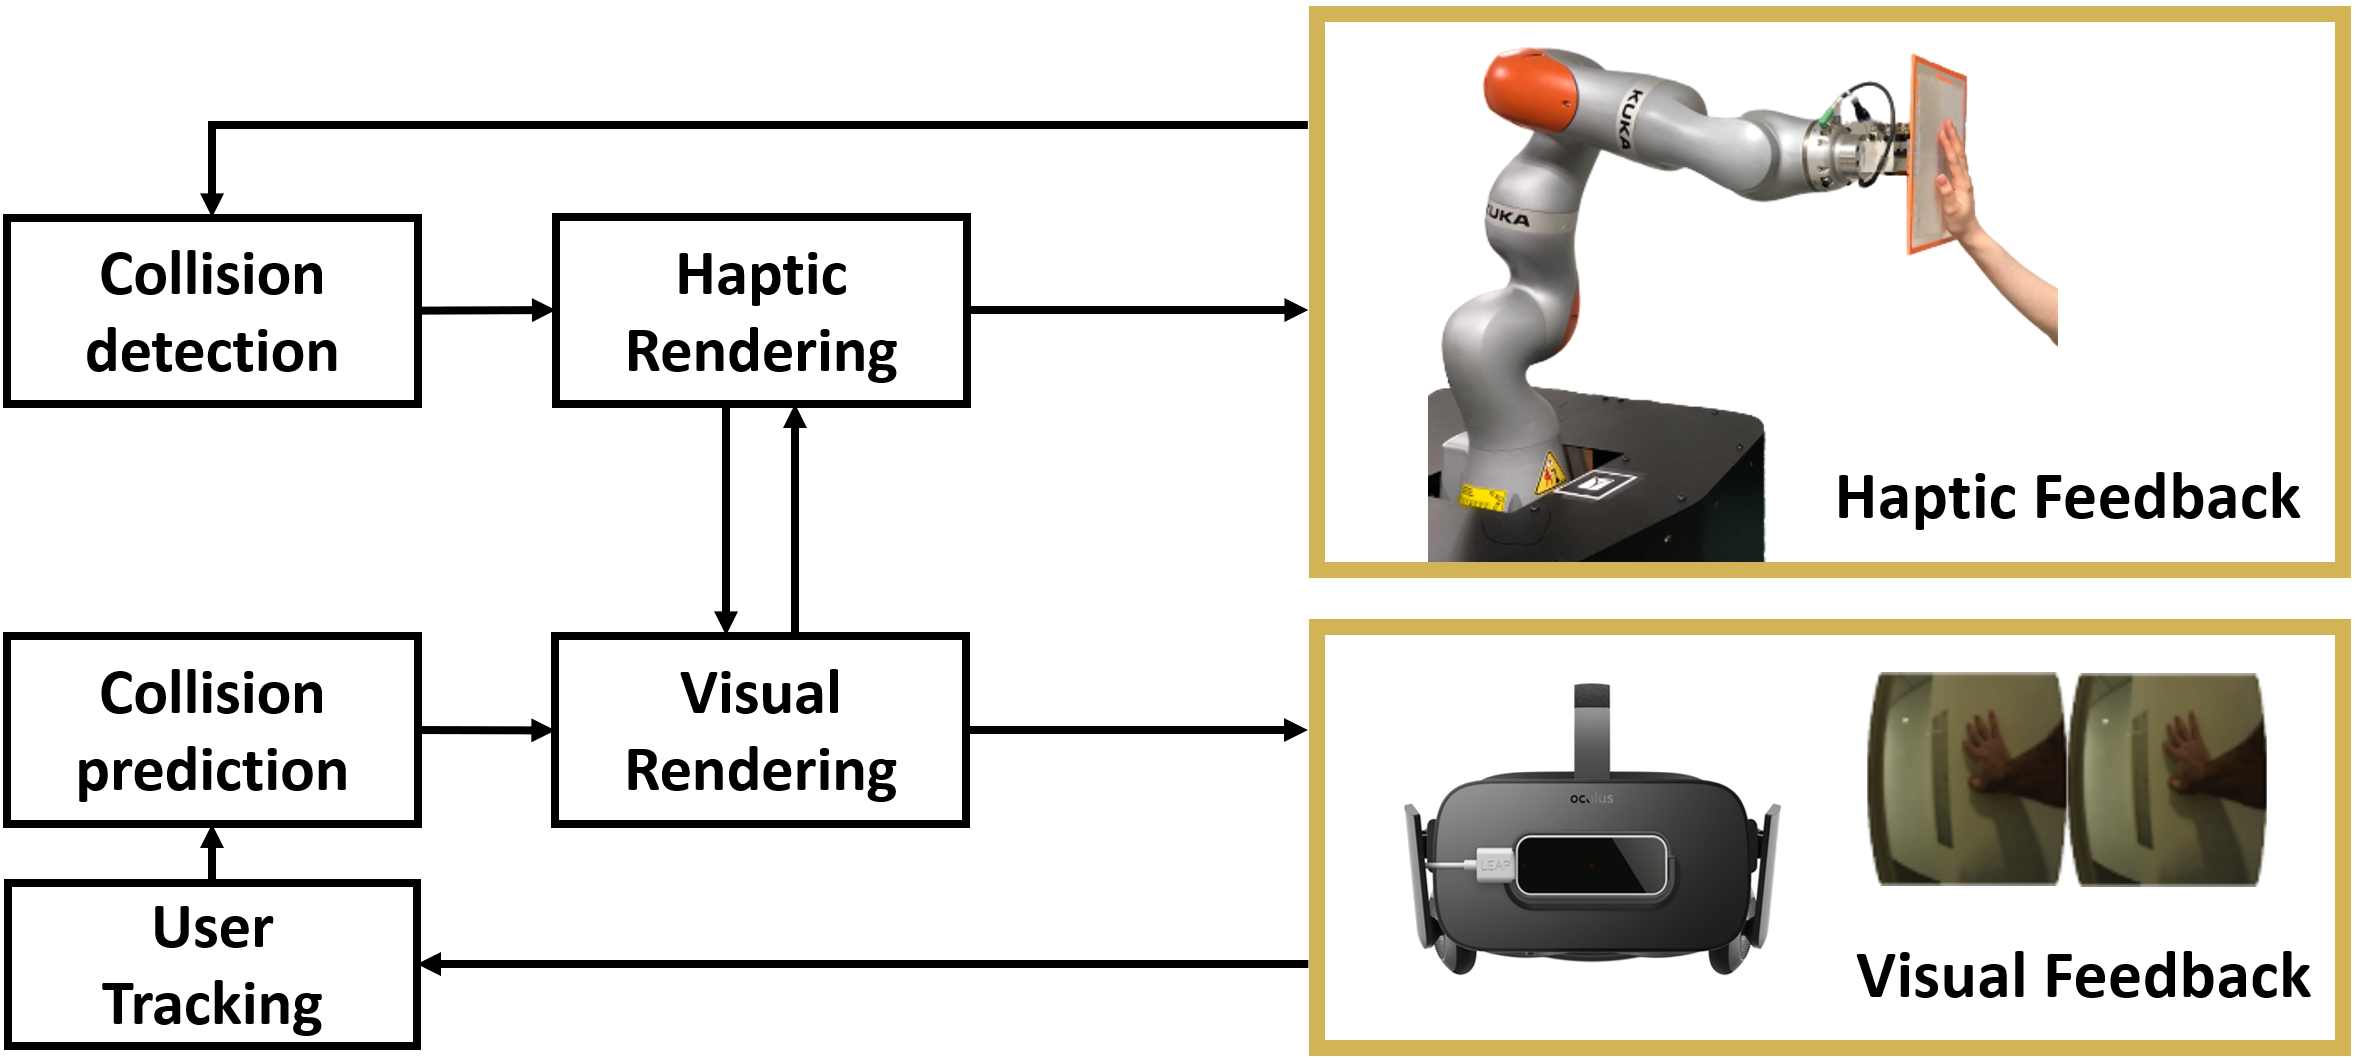 Collision
detection
Haptic
Rendering
KUKA
KUKA
Haptic Feedback
Collision
prediction
Visual
Rendering
oculus
LEAP
User
Tracking
Visual Feedback